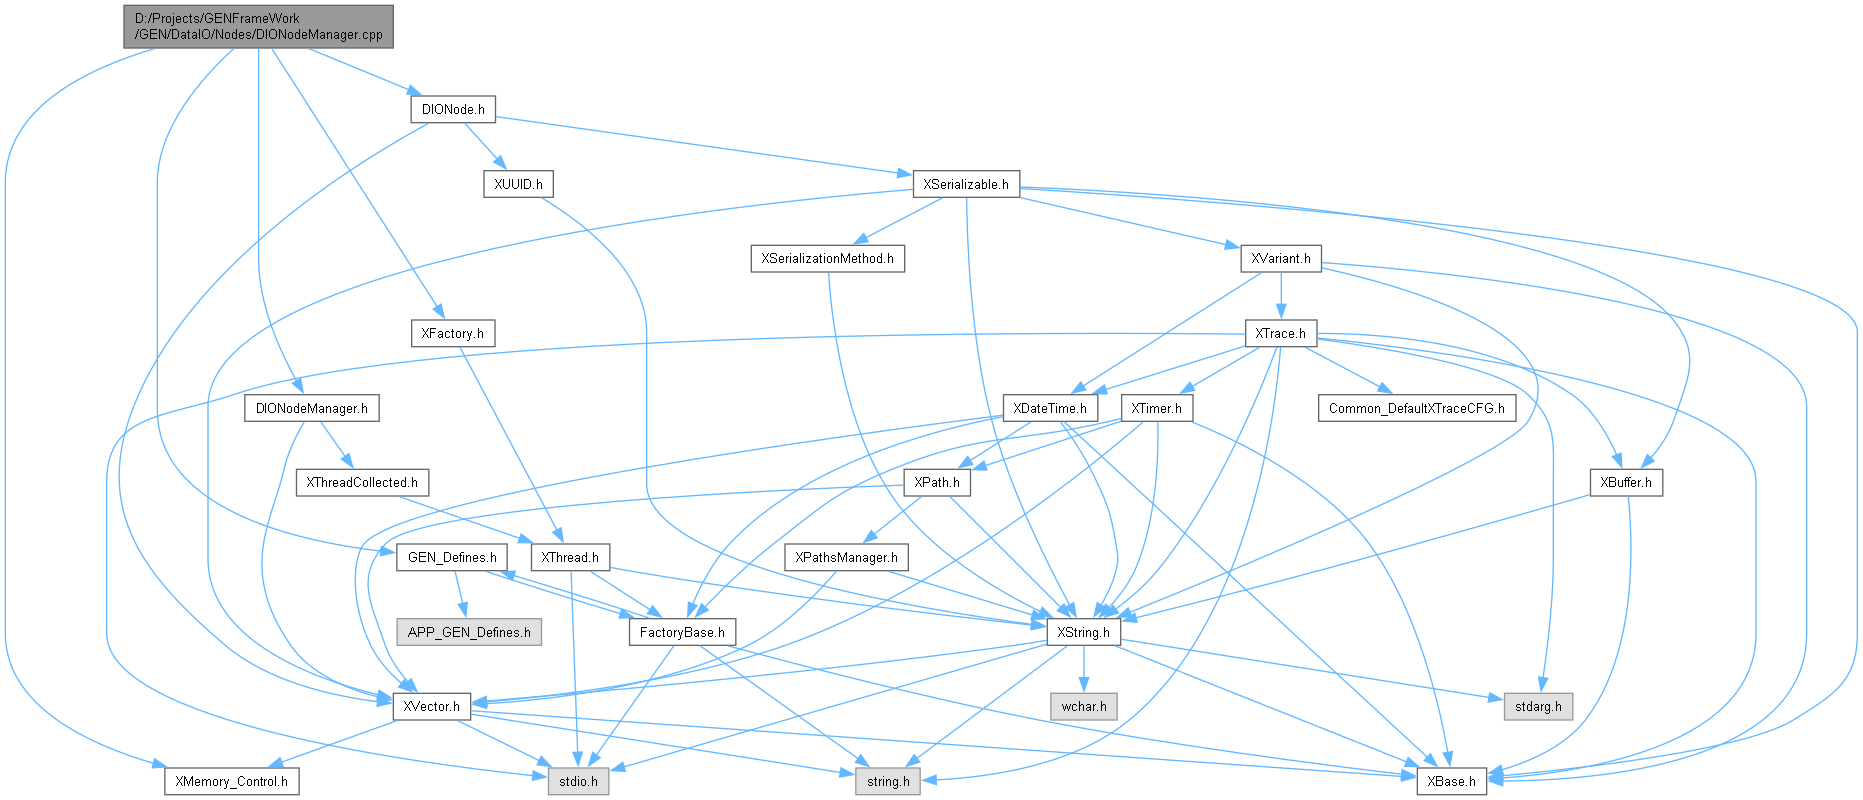 D:/Projects/GENFrameWork
/GEN/DataIO/Nodes/DIONodeManager.cpp
DIONode.h
XUUID.h
XSerializable.h
XSerializationMethod.h
XVariant.h
XFactory.h
XTrace.h
DIONodeManager.h
XDateTime.h
XTimer.h
Common_DefaultXTraceCFG.h
XThreadCollected.h
XPath.h
XBuffer.h
GEN_Defines.h
XThread.h
XPathsManager.h
APP_GEN_Defines.h
FactoryBase.h
XString.h
XVector.h
wchar.h
stdarg.h
XMemory_Control.h
stdio.h
string.h
XBase.h